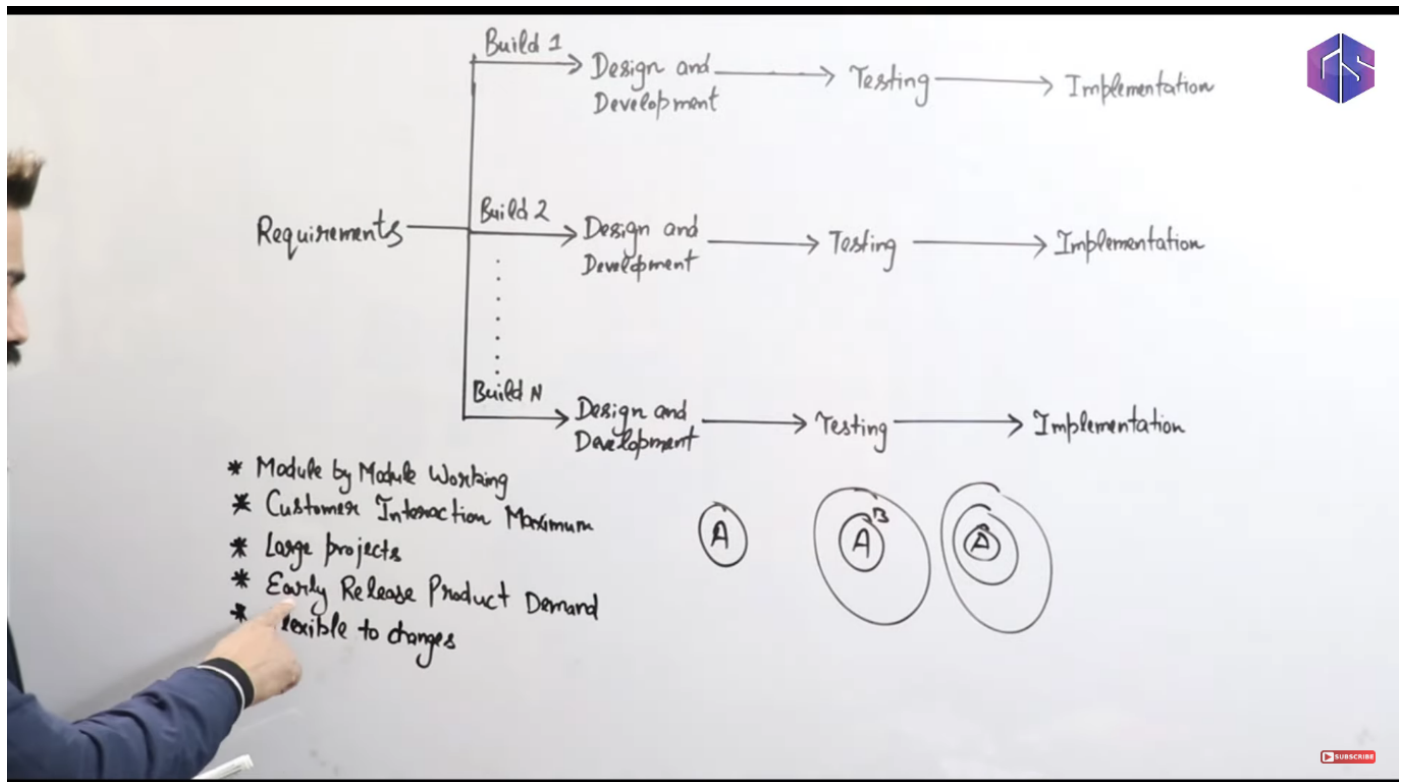 Build 1
Design and
Development
Testing
Implementation
Requirements
Build 2
Design and
Development
Testing
Implementation
Build N
Design and
Development
Testing
Implementation
* Module by Module Working
* Customer Interaction Maximum
* Large projects
* Early Release Product Demand
* lexible to changes
A
A B
A
SUBSCRIBE